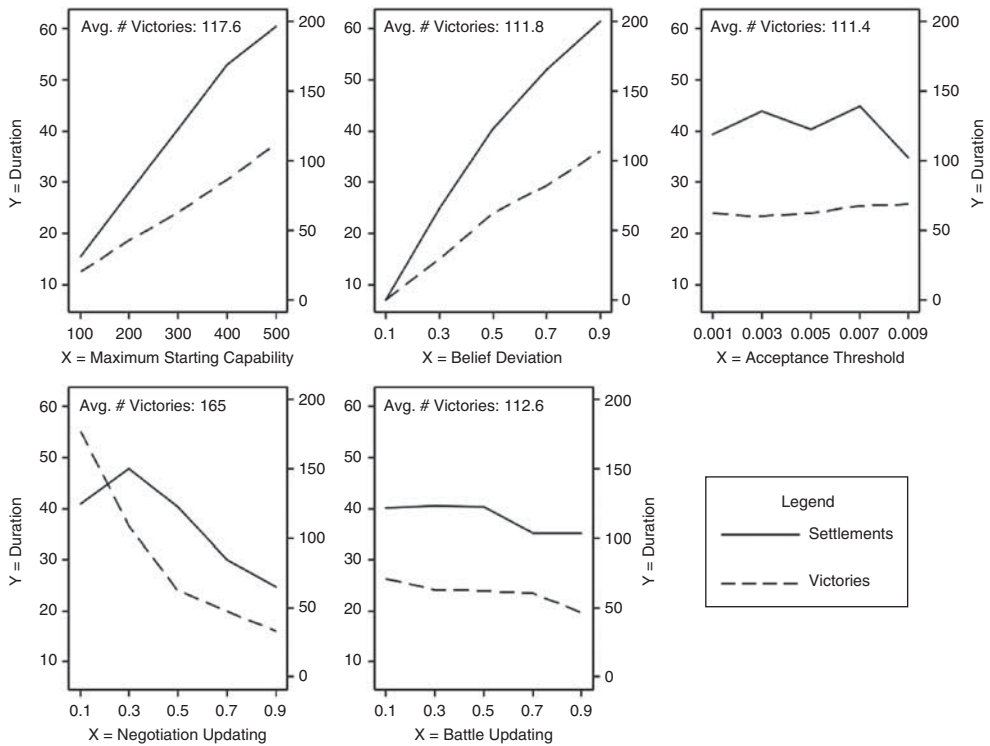 Avg. # Victories: 117.6
60
50
40
30
20
10
200
150
100
50
0
Y = Duration
100 200 300 400 500
X = Maximum Starting Capability
Avg. # Victories: 111.8
60
50
40
30
20
10
200
150
100
50
0
0.1 0.3 0.5 0.7 0.9
X = Belief Deviation
Avg. # Victories: 111.4
60
50
40
30
20
10
200
150
100
50
0
Y = Duration
0.001 0.003 0.005 0.007 0.009
X = Acceptance Threshold
Avg. # Victories: 165
60
50
40
30
20
10
200
150
100
50
0
Y = Duration
0.1 0.3 0.5 0.7 0.9
X = Negotiation Updating
Avg. # Victories: 112.6
60
50
40
30
20
10
200
150
100
50
0
Y = Duration
0.1 0.3 0.5 0.7 0.9
X = Battle Updating
Legend
Settlements
Victories